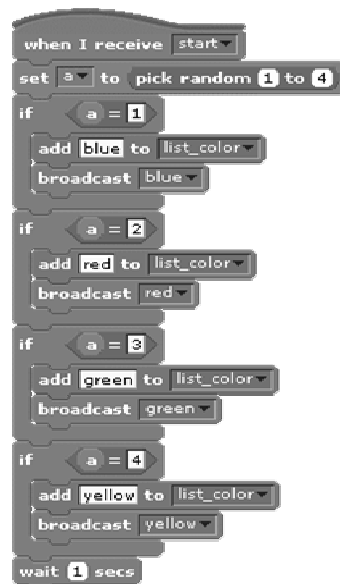 when I receive start
set a to pick random 1 to 4
if a = 1
add blue to list_color
broadcast blue
if a = 2
add red to list_color
broadcast red
if a = 3
add green to list_color
broadcast green
if a = 4
add yellow to list_color
broadcast yellow
wait 1 secs